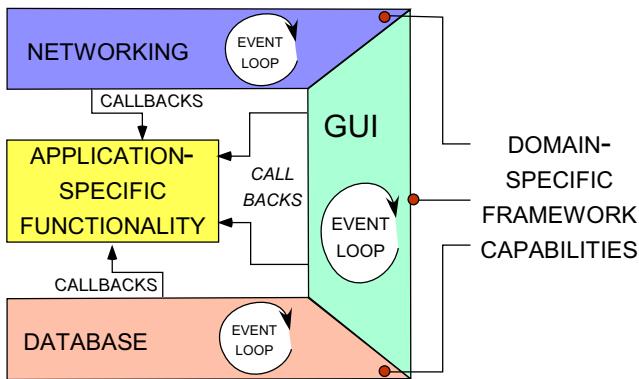 NETWORKING
EVENT
LOOP
CALLBACKS
APPLICATION-
SPECIFIC
FUNCTIONALITY
CALL
BACKS
GUI
EVENT
LOOP
DOMAIN-
SPECIFIC
FRAMEWORK
CAPABILITIES
CALLBACKS
DATABASE
EVENT
LOOP